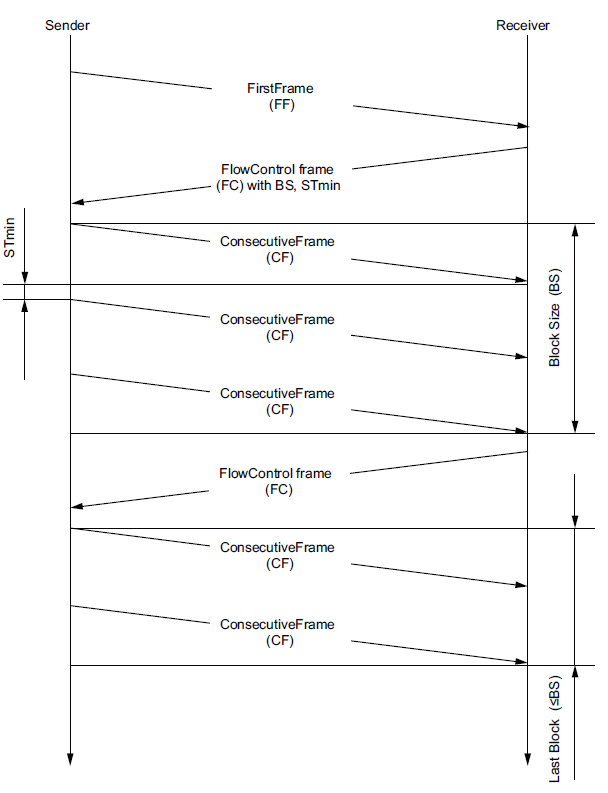 Sender
Receiver
FirstFrame
(FF)
FlowControl frame
(FC) with BS, STmin
STmin
ConsecutiveFrame
(CF)
Block Size (BS)
ConsecutiveFrame
(CF)
ConsecutiveFrame
(CF)
FlowControl frame
(FC)
ConsecutiveFrame
(CF)
ConsecutiveFrame
(CF)
Last Block (≤BS)